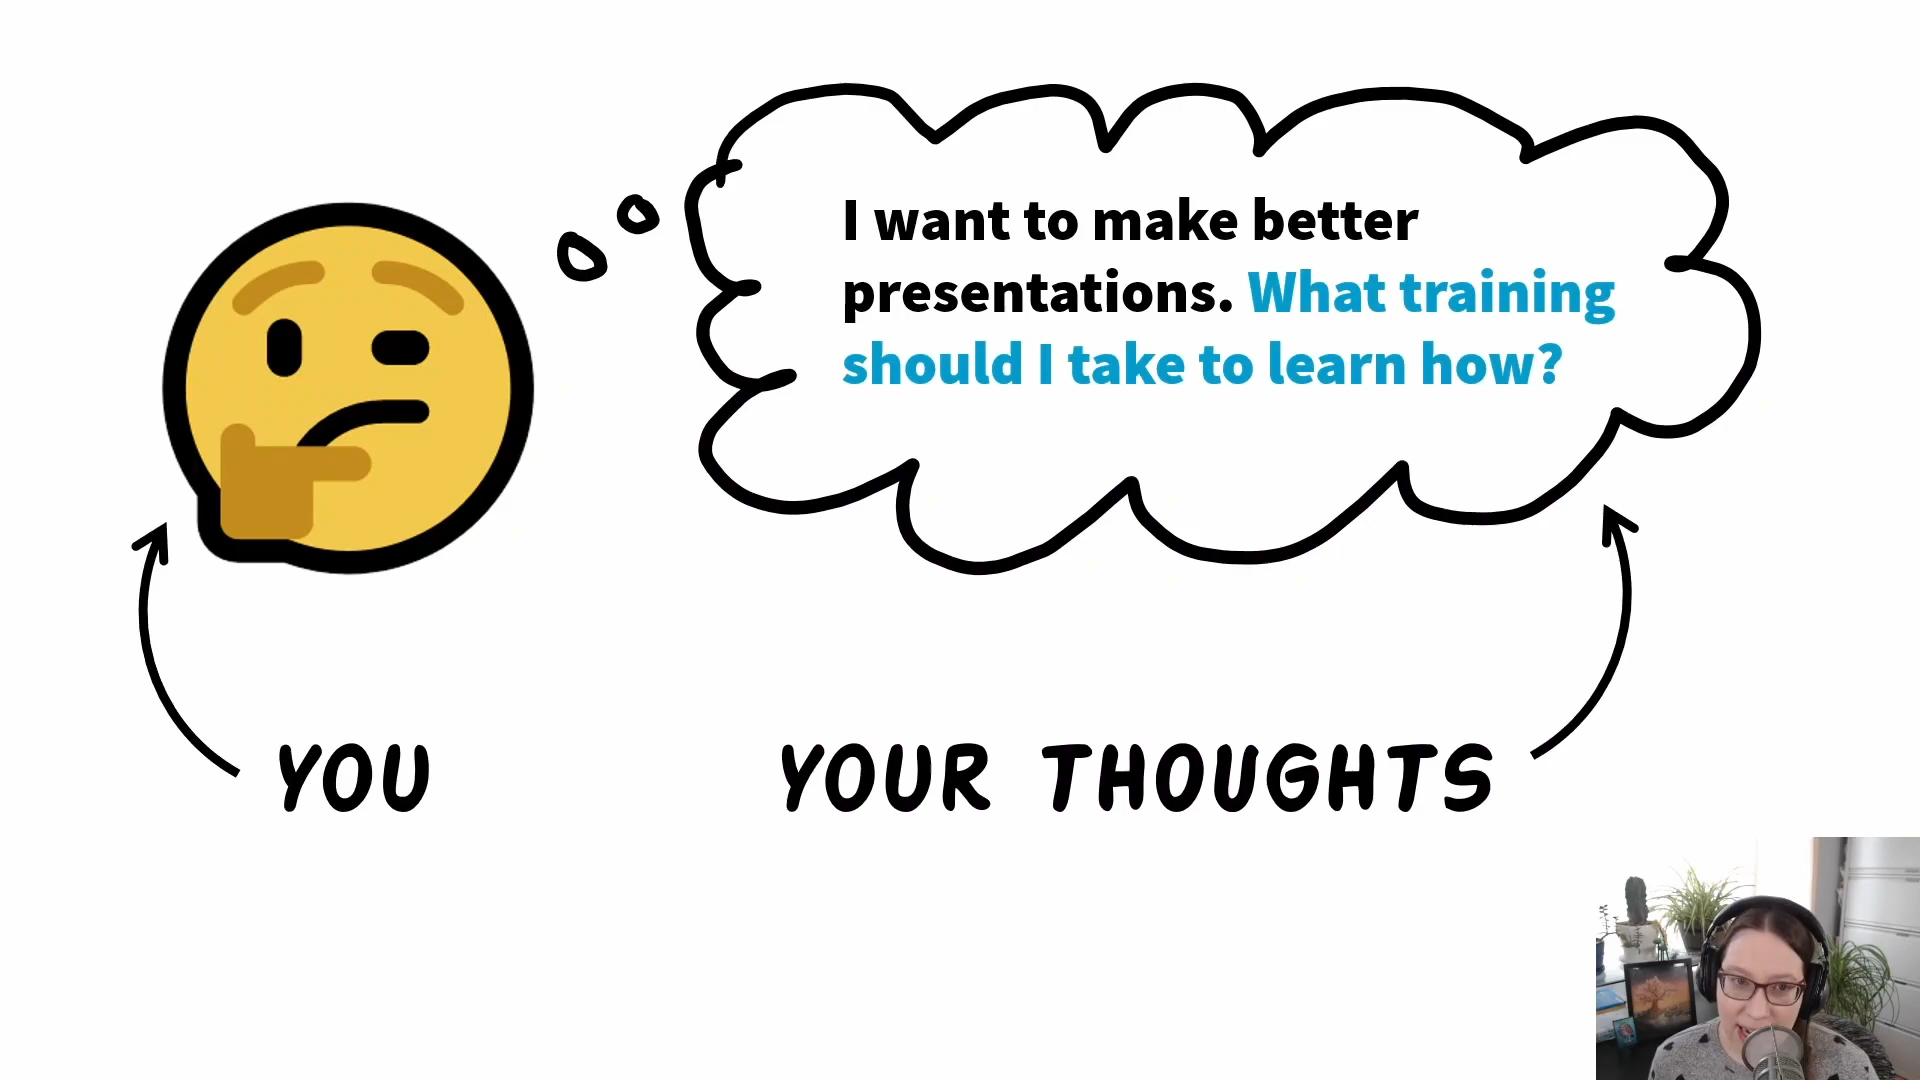 I want to make better
presentations. What training
should I take to learn how?
YOU
YOUR THOUGHTS